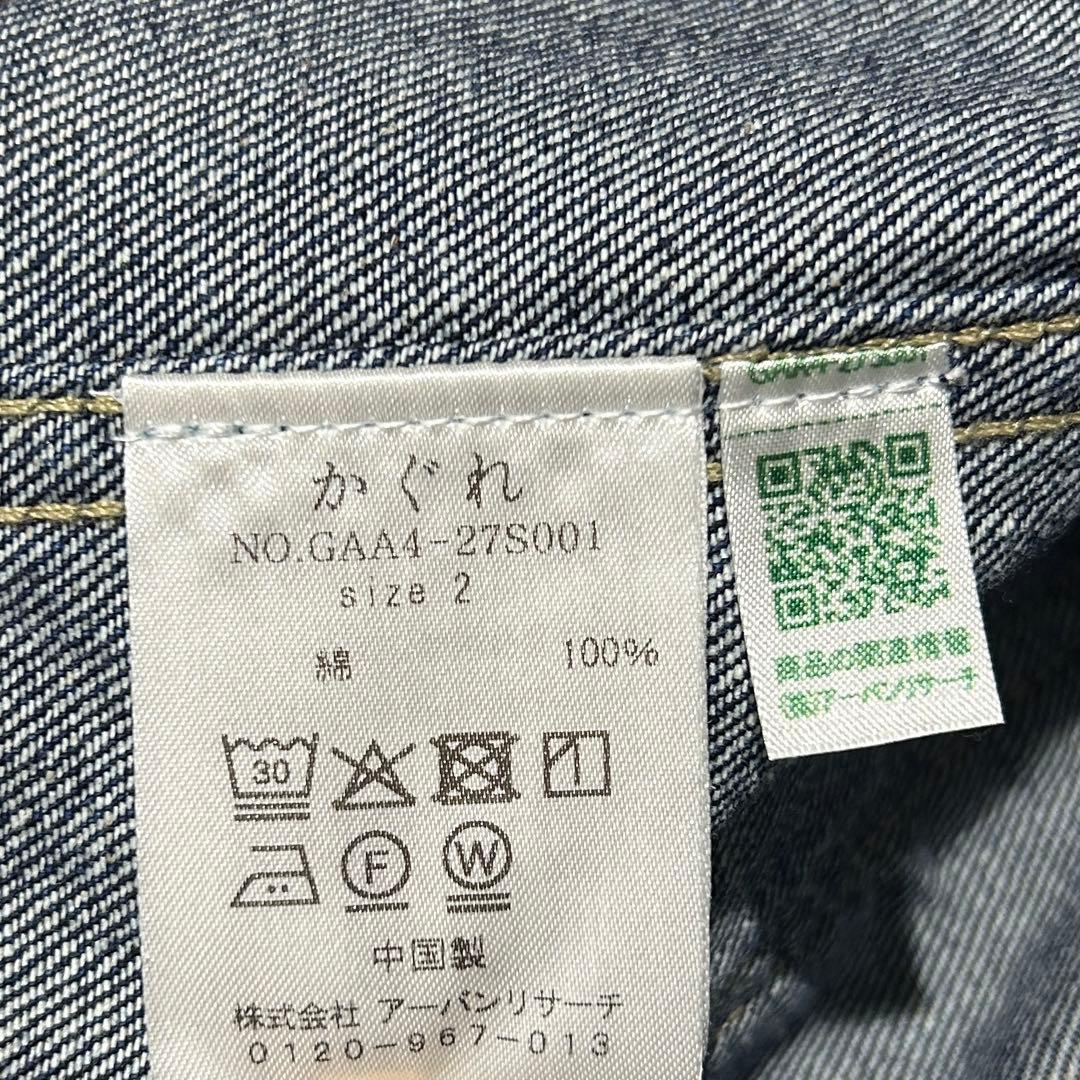 かぐれ
NO.GAA4-27S001
size 2
綿 100%
30
F W
中国製
株式会社 アーバンリサーチ
0120-967-013
商品の関連情報
(株)アーバンリサーチ